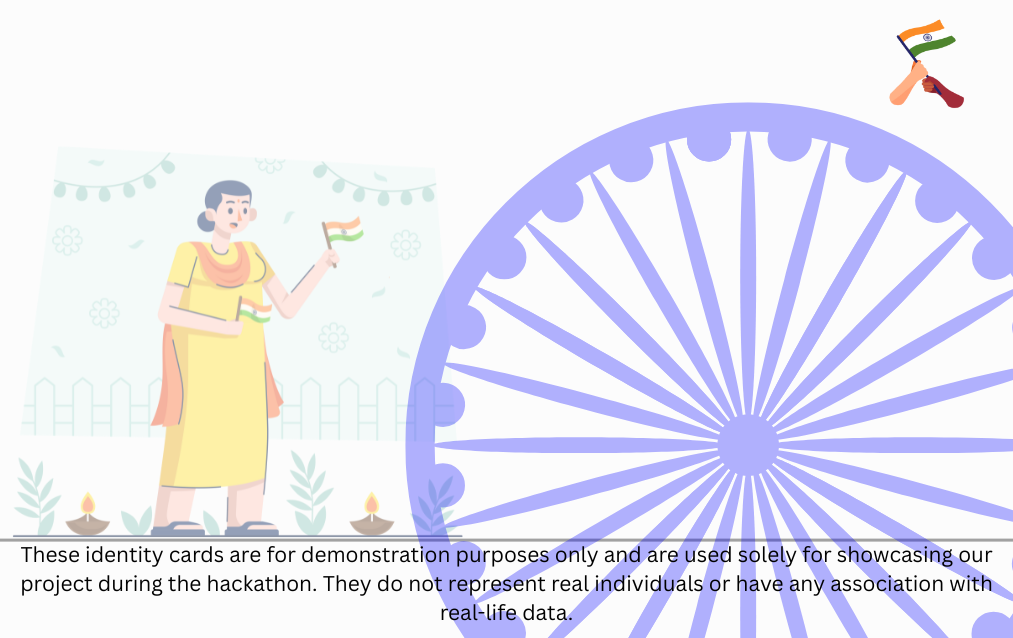 These identity cards are for demonstration purposes only and are used solely for showcasing our
project during the hackathon. They do not represent real individuals or have any association with
real-life data.